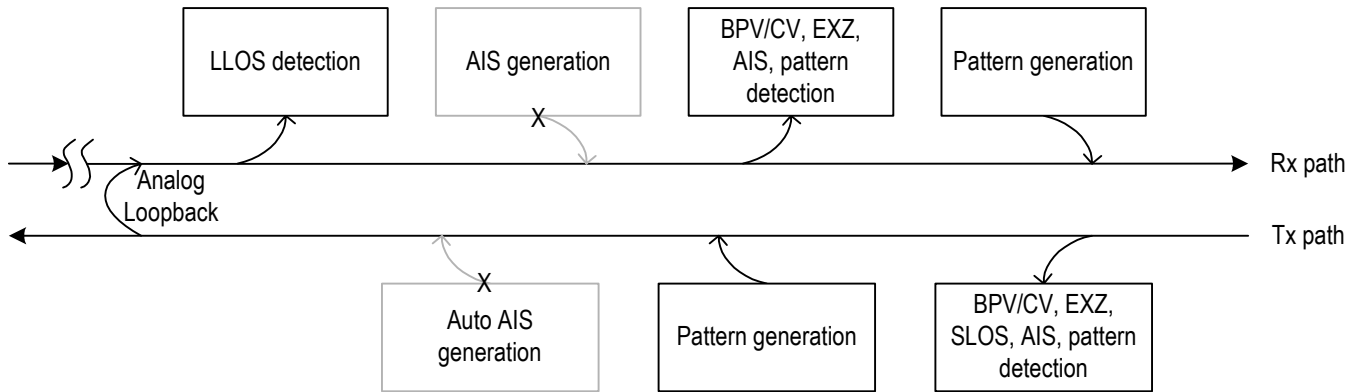 LLOS detection
AIS generation
BPV/CV, EXZ,
AIS, pattern
detection
Pattern generation
X
Rx path
Analog
Loopback
Tx path
X
Auto AIS
generation
Pattern generation
BPV/CV, EXZ,
SLOS, AIS, pattern
detection